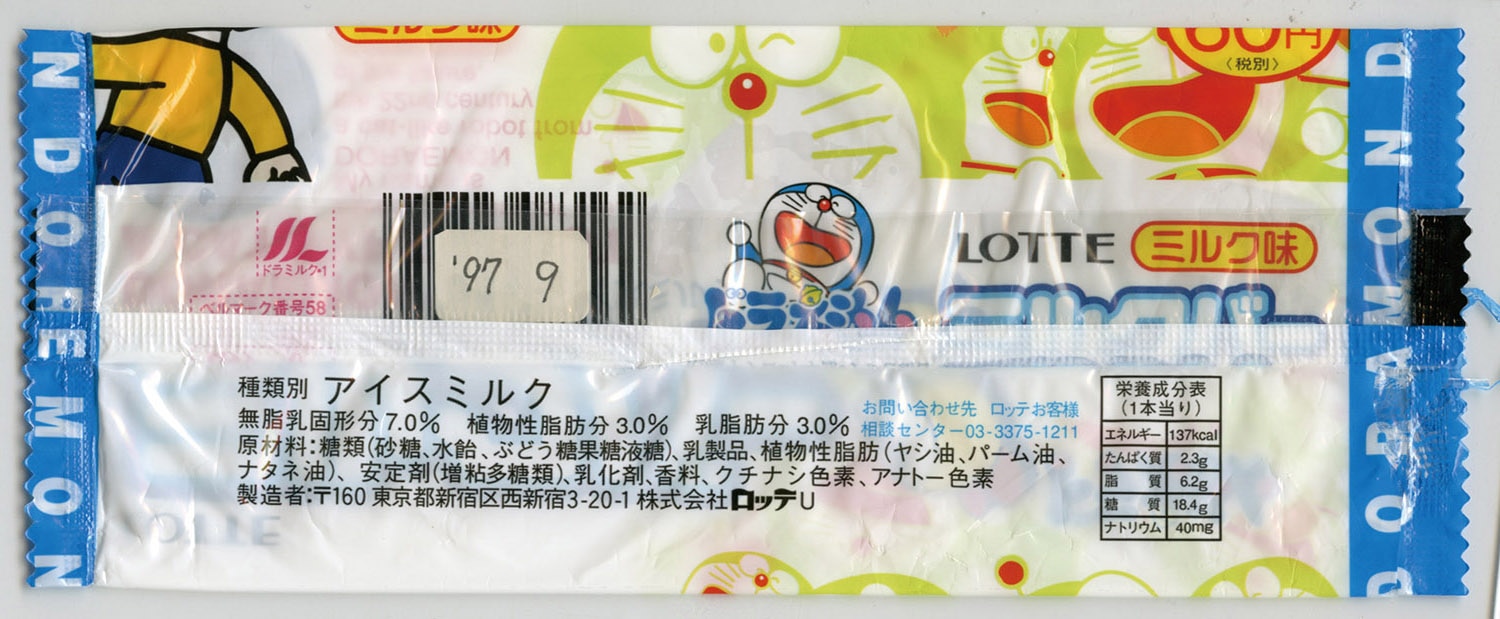 ミルク味
60円
〈税別〉
the 22nd century
a cat-like robot from
DORAEMON
N D O R E M O N
ドラミルク・1
ベルマーク番号58
'97 9
LOTTE ミルク味
ドラえもん ミルクバー
種類別 アイスミルク
無脂乳固形分7.0% 植物性脂肪分3.0% 乳脂肪分3.0%
原材料:糖類(砂糖、水飴、ぶどう糖果糖液糖)、乳製品、植物性脂肪(ヤシ油、パーム油、
ナタネ油)、安定剤(増粘多糖類)、乳化剤、香料、クチナシ色素、アナトー色素
製造者:〒160 東京都新宿区西新宿3-20-1 株式会社ロッテU
お問い合わせ先 ロッテお客様
相談センター03-3375-1211
栄養成分表
(1本当り)
エネルギー 137kcal
たんぱく質 2.3g
脂質 6.2g
糖質 18.4g
ナトリウム 40mg
LOTTE
D O R A M O N D